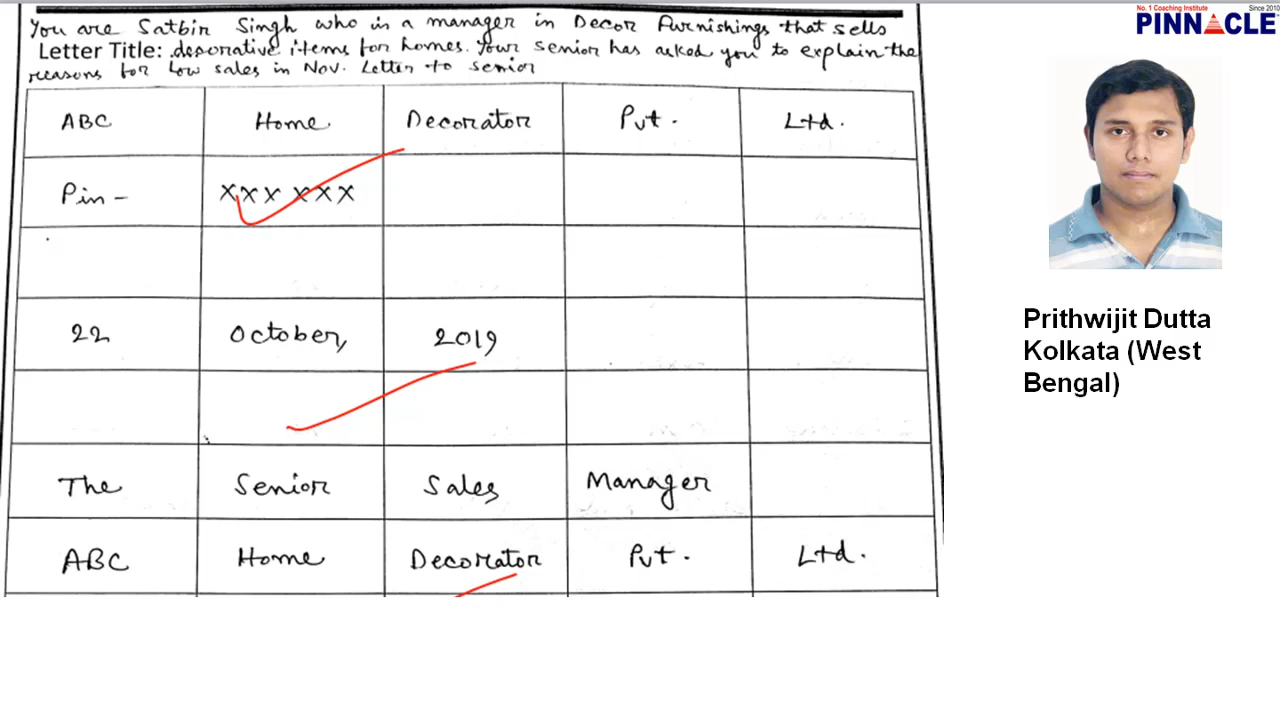 You are Satbir Singh who is a manager in Decor Furnishings that sells
Letter Title: decorative items for homes. Your senior has asked you to explain the
reasons for low sales in Nov. Letter to senior
ABC Home Decorator Pvt. Ltd.
Pin - XXX XXX
22 October, 2019
The Senior Sales Manager
ABC Home Decorator Pvt. Ltd.
No. 1 Coaching Institute Since 2010
PINNACLE
Prithwijit Dutta
Kolkata (West
Bengal)